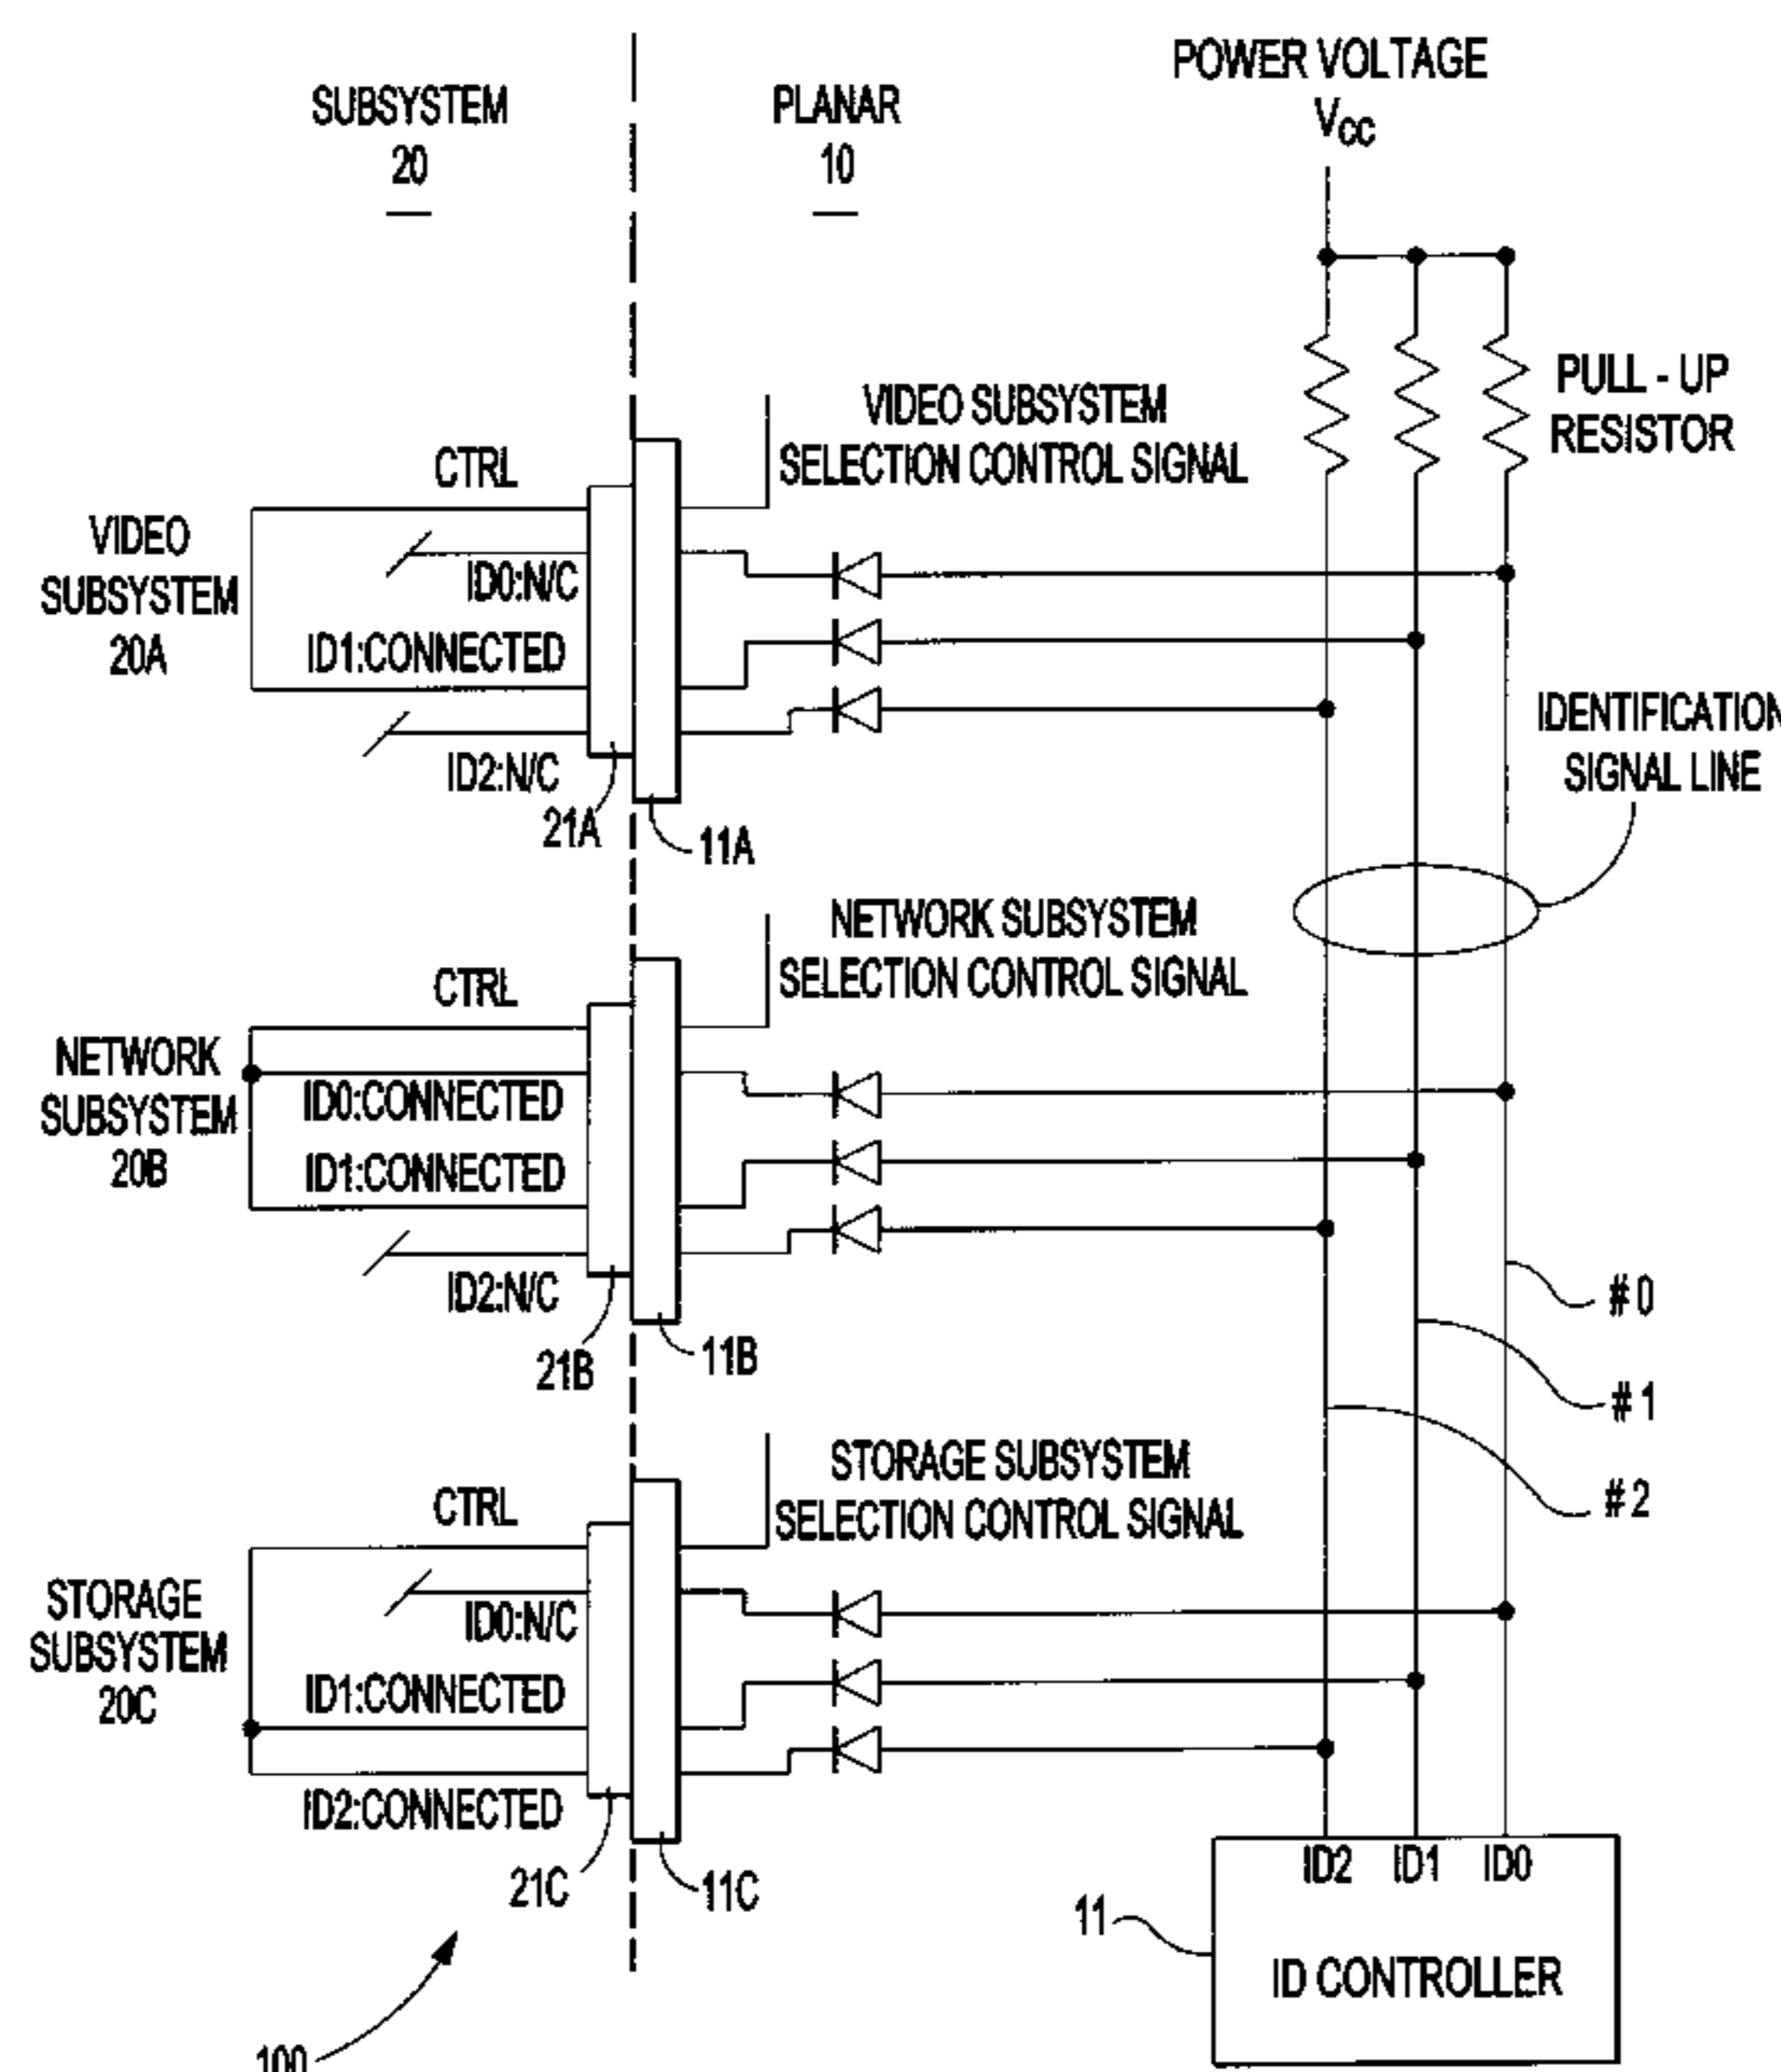 SUBSYSTEM
20
PLANAR
10
POWER VOLTAGE
VCC
PULL - UP
RESISTOR
VIDEO SUBSYSTEM
SELECTION CONTROL SIGNAL
CTRL
VIDEO
SUBSYSTEM
20A
ID0:N/C
ID1:CONNECTED
ID2:N/C
21A
11A
IDENTIFICATION
SIGNAL LINE
NETWORK SUBSYSTEM
SELECTION CONTROL SIGNAL
CTRL
NETWORK
SUBSYSTEM
20B
ID0:CONNECTED
ID1:CONNECTED
ID2:N/C
21B
11B
#0
#1
#2
STORAGE SUBSYSTEM
SELECTION CONTROL SIGNAL
CTRL
STORAGE
SUBSYSTEM
20C
ID0:N/C
ID1:CONNECTED
ID2:CONNECTED
21C
11C
ID2 ID1 ID0
11
ID CONTROLLER
100